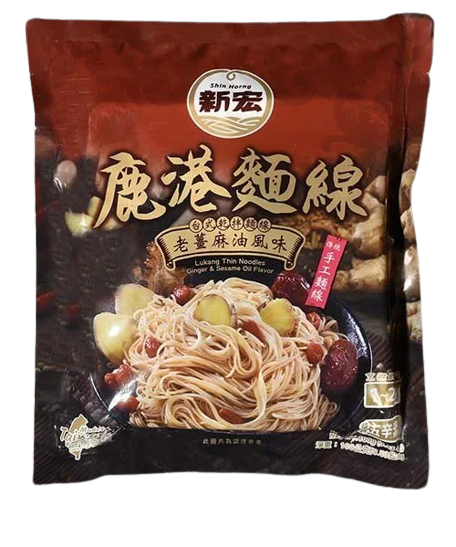 Shin Horng
新宏
鹿港麵線
台式乾拌麵線
老薑麻油風味
Lukang Thin Noodles
Ginger & Sesame Oil Flavor
傳統
手工麵線
此圖片為調理參考